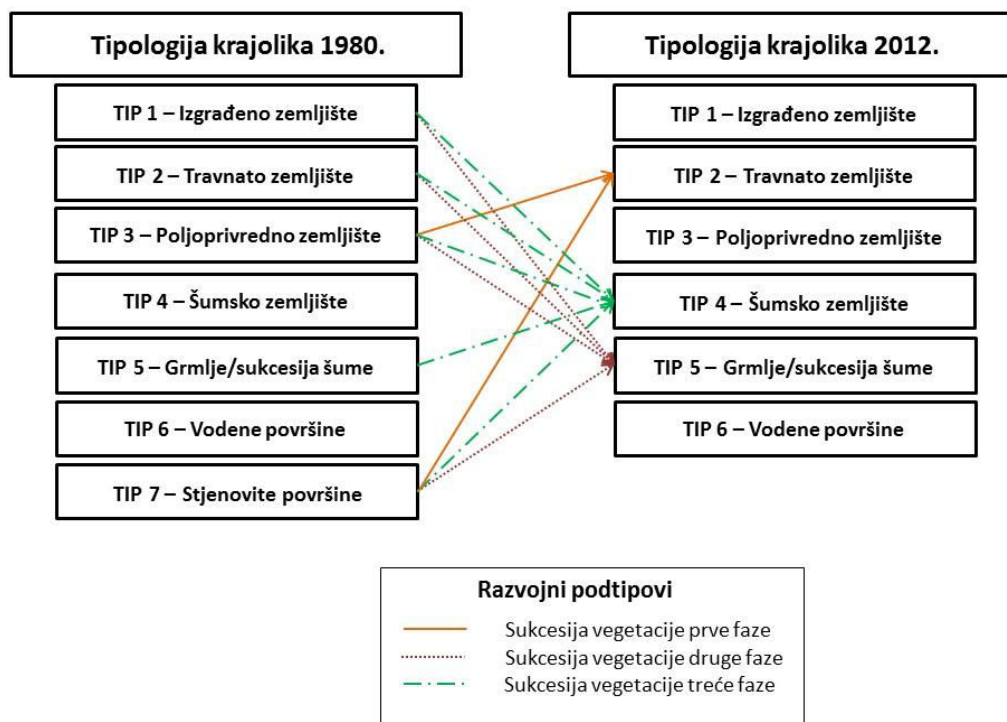 Tipologija krajolika 1980.
TIP 1 – Izgrađeno zemljište
TIP 2 – Travnato zemljište
TIP 3 – Poljoprivredno zemljište
TIP 4 – Šumsko zemljište
TIP 5 – Grmlje/sukcesija šume
TIP 6 – Vodene površine
TIP 7 – Stjenovite površine
Tipologija krajolika 2012.
TIP 1 – Izgrađeno zemljište
TIP 2 – Travnato zemljište
TIP 3 – Poljoprivredno zemljište
TIP 4 – Šumsko zemljište
TIP 5 – Grmlje/sukcesija šume
TIP 6 – Vodene površine
Razvojni podtipovi
Sukcesija vegetacije prve faze
Sukcesija vegetacije druge faze
Sukcesija vegetacije treće faze